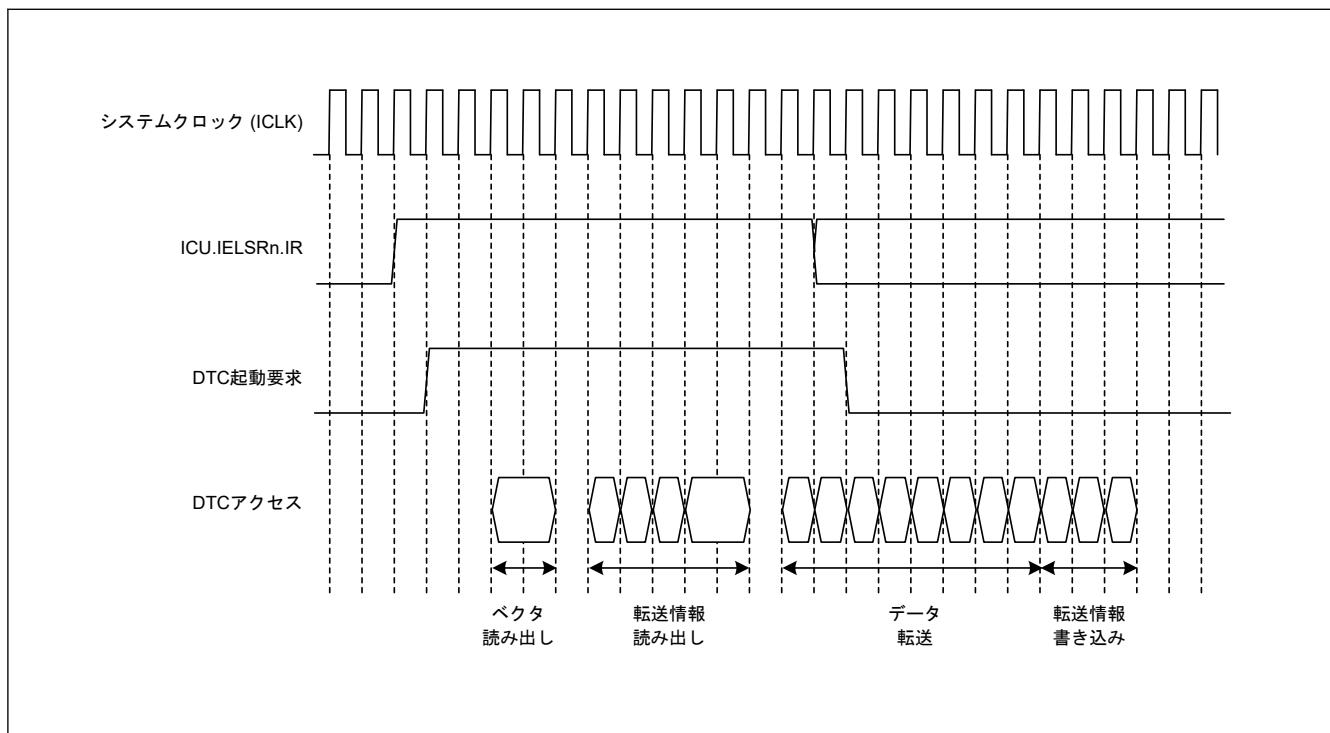 システムクロック (ICLK)
ICU.IELSRn.IR
DTC起動要求
DTCアクセス
ベクタ
読み出し
転送情報
読み出し
データ
転送
転送情報
書き込み